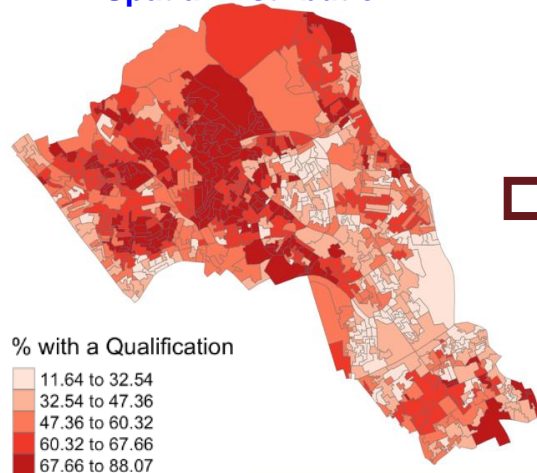 % with a Qualification
11.64 to 32.54
32.54 to 47.36
47.36 to 60.32
60.32 to 67.66
67.66 to 88.07